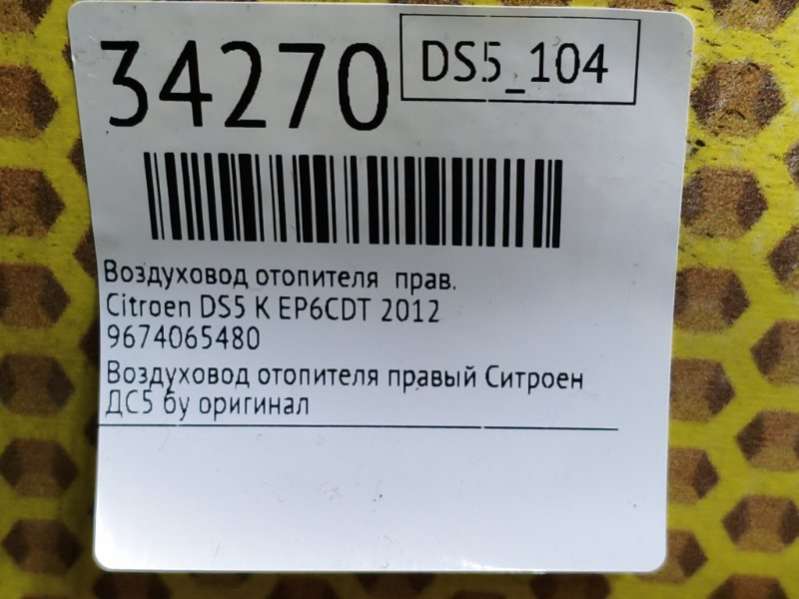 34270
DS5_104
Воздуховод отопителя прав.
Citroen DS5 K EP6CDT 2012
9674065480
Воздуховод отопителя правый Ситроен
ДС5 бу оригинал